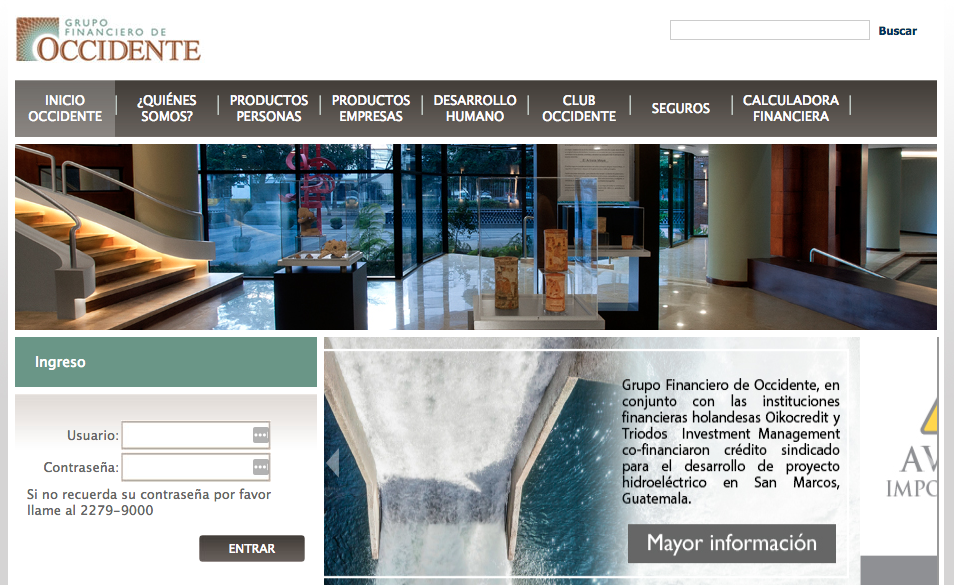 GRUPO
FINANCIERO DE
OCCIDENTE
Buscar
INICIO
OCCIDENTE
¿QUIÉNES
SOMOS?
PRODUCTOS
PERSONAS
PRODUCTOS
EMPRESAS
DESARROLLO
HUMANO
CLUB
OCCIDENTE
SEGUROS
CALCULADORA
FINANCIERA
Ingreso
Usuario:
Contraseña:
Si no recuerda su contraseña por favor
llame al 2279-9000
ENTRAR
Grupo Financiero de Occidente, en
conjunto con las instituciones
financieras holandesas Oikocredit y
Triodos Investment Management
co-financiaron crédito sindicado
para el desarrollo de proyecto
hidroeléctrico en San Marcos,
Guatemala.
Mayor información